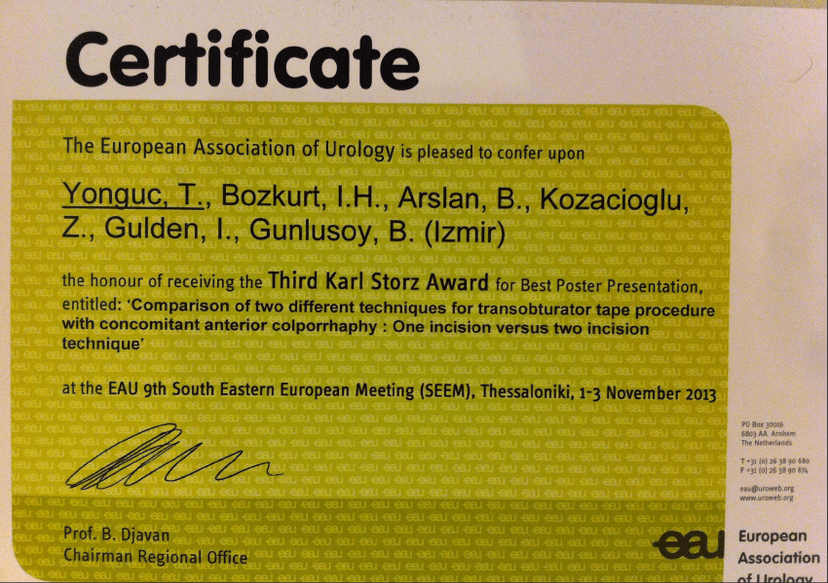 Certificate
The European Association of Urology is pleased to confer upon
Yonguc, T., Bozkurt, I.H., Arslan, B., Kozacioglu,
Z., Gulden, I., Gunlusoy, B. (Izmir)
the honour of receiving the Third Karl Storz Award for Best Poster Presentation,
entitled: ‘Comparison of two different techniques for transobturator tape procedure
with concomitant anterior colporrhaphy : One incision versus two incision
technique’
at the EAU 9th South Eastern European Meeting (SEEM), Thessaloniki, 1-3 November 2013
Prof. B. Djavan
Chairman Regional Office
PO Box 30016
6803 AA Arnhem
The Netherlands
T +31 (0) 26 38 90 680
F +31 (0) 26 38 90 674
eau@uroweb.org
www.uroweb.org
eau
European
Association
of Urology